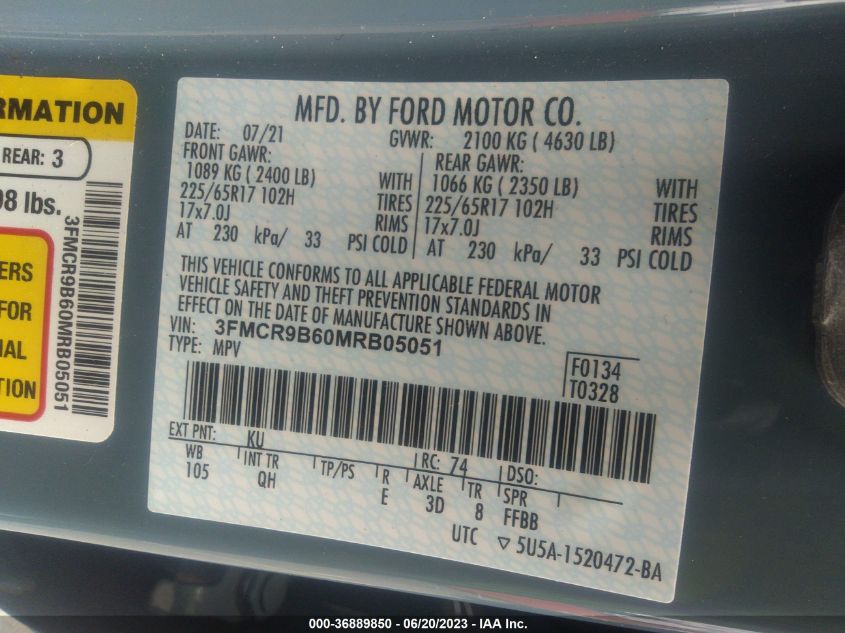 RMATION
REAR: 3
98 lbs.
3FMCR9B60MRB05051
ERS
FOR
IAL
TION
MFD. BY FORD MOTOR CO.
DATE: 07/21 GVWR: 2100 KG ( 4630 LB)
FRONT GAWR: REAR GAWR:
1089 KG ( 2400 LB) WITH 1066 KG ( 2350 LB) WITH
225/65R17 102H TIRES 225/65R17 102H TIRES
17x7.0J RIMS 17x7.0J RIMS
AT 230 kPa/ 33 PSI COLD AT 230 kPa/ 33 PSI COLD
THIS VEHICLE CONFORMS TO ALL APPLICABLE FEDERAL MOTOR
VEHICLE SAFETY AND THEFT PREVENTION STANDARDS IN
EFFECT ON THE DATE OF MANUFACTURE SHOWN ABOVE.
VIN: 3FMCR9B60MRB05051
TYPE: MPV
F0134
T0328
EXT PNT: KU RC: 74 DSO:
WB INT TR TP/PS R AXLE TR SPR
105 QH E 3D 8 FFBB
UTC ▽ 5U5A-1520472-BA
000-36889850 / 06/20/2023 / IAA Inc.